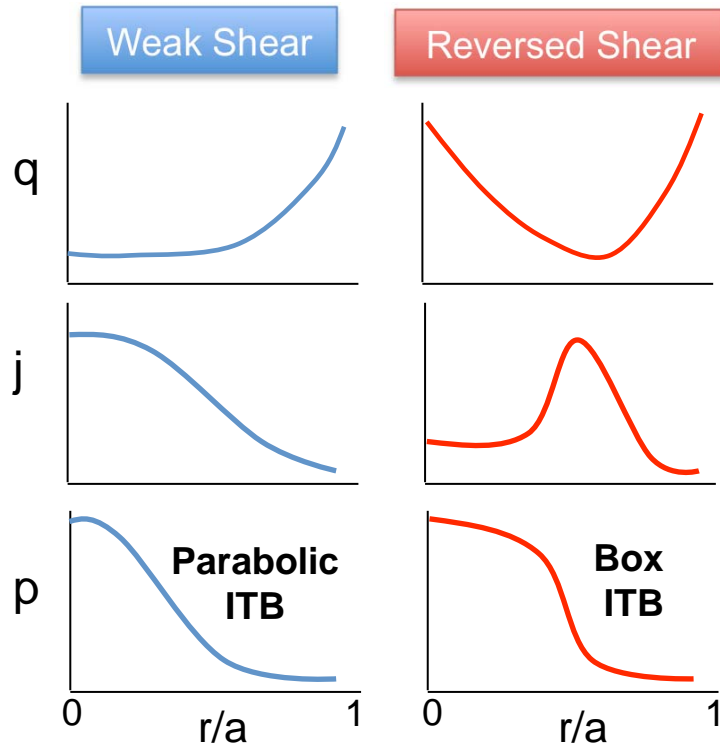 Weak Shear
Reversed Shear
q
j
p
Parabolic
ITB
Box
ITB
0
r/a
1
0
r/a
1